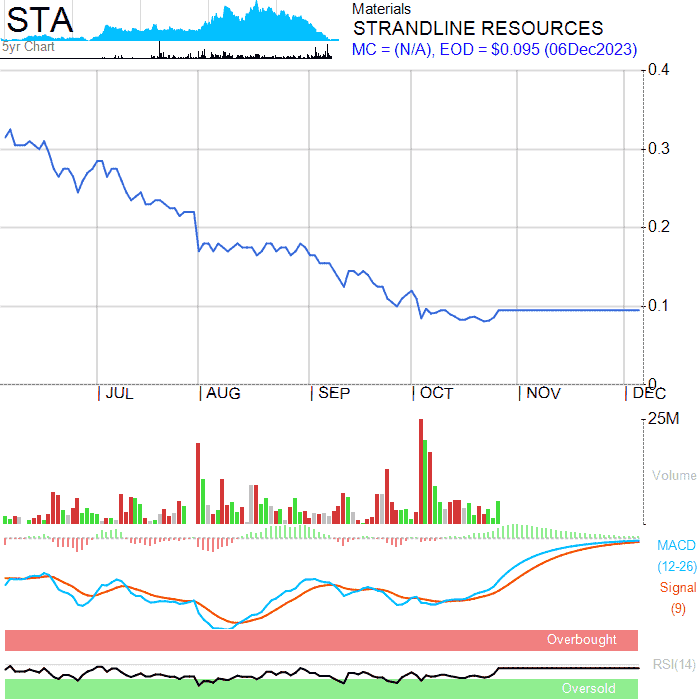 STA
5yr Chart
Materials
STRANDLINE RESOURCES
MC = (N/A), EOD = $0.095 (06Dec2023)
0.4
0.3
0.2
0.1
0
JUL
AUG
SEP
OCT
NOV
DEC
25M
Volume
MACD
(12-26)
Signal
(9)
Overbought
RSI(14)
Oversold